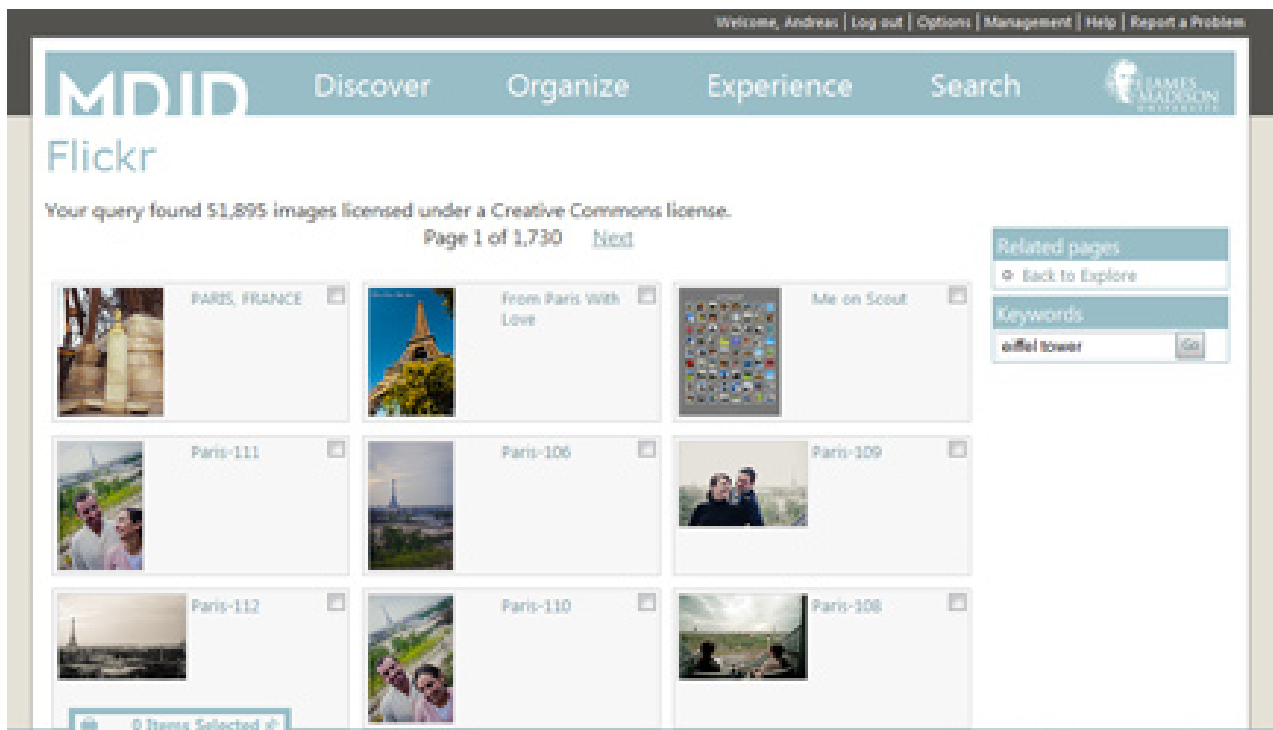 Welcome, Andreas | Log out | Options | Management | Help | Report a Problem
MDID Discover Organize Experience Search JAMES MADISON UNIVERSITY
Flickr
Your query found 51,895 images licensed under a Creative Commons license.
Page 1 of 1,730 Next
Related pages
Back to Explore
Keywords
eiffel tower Go
PARIS, FRANCE
From Paris With
Love
Me on Scout
Paris-111
Paris-106
Paris-109
Paris-112
Paris-110
Paris-108
0 Items Selected